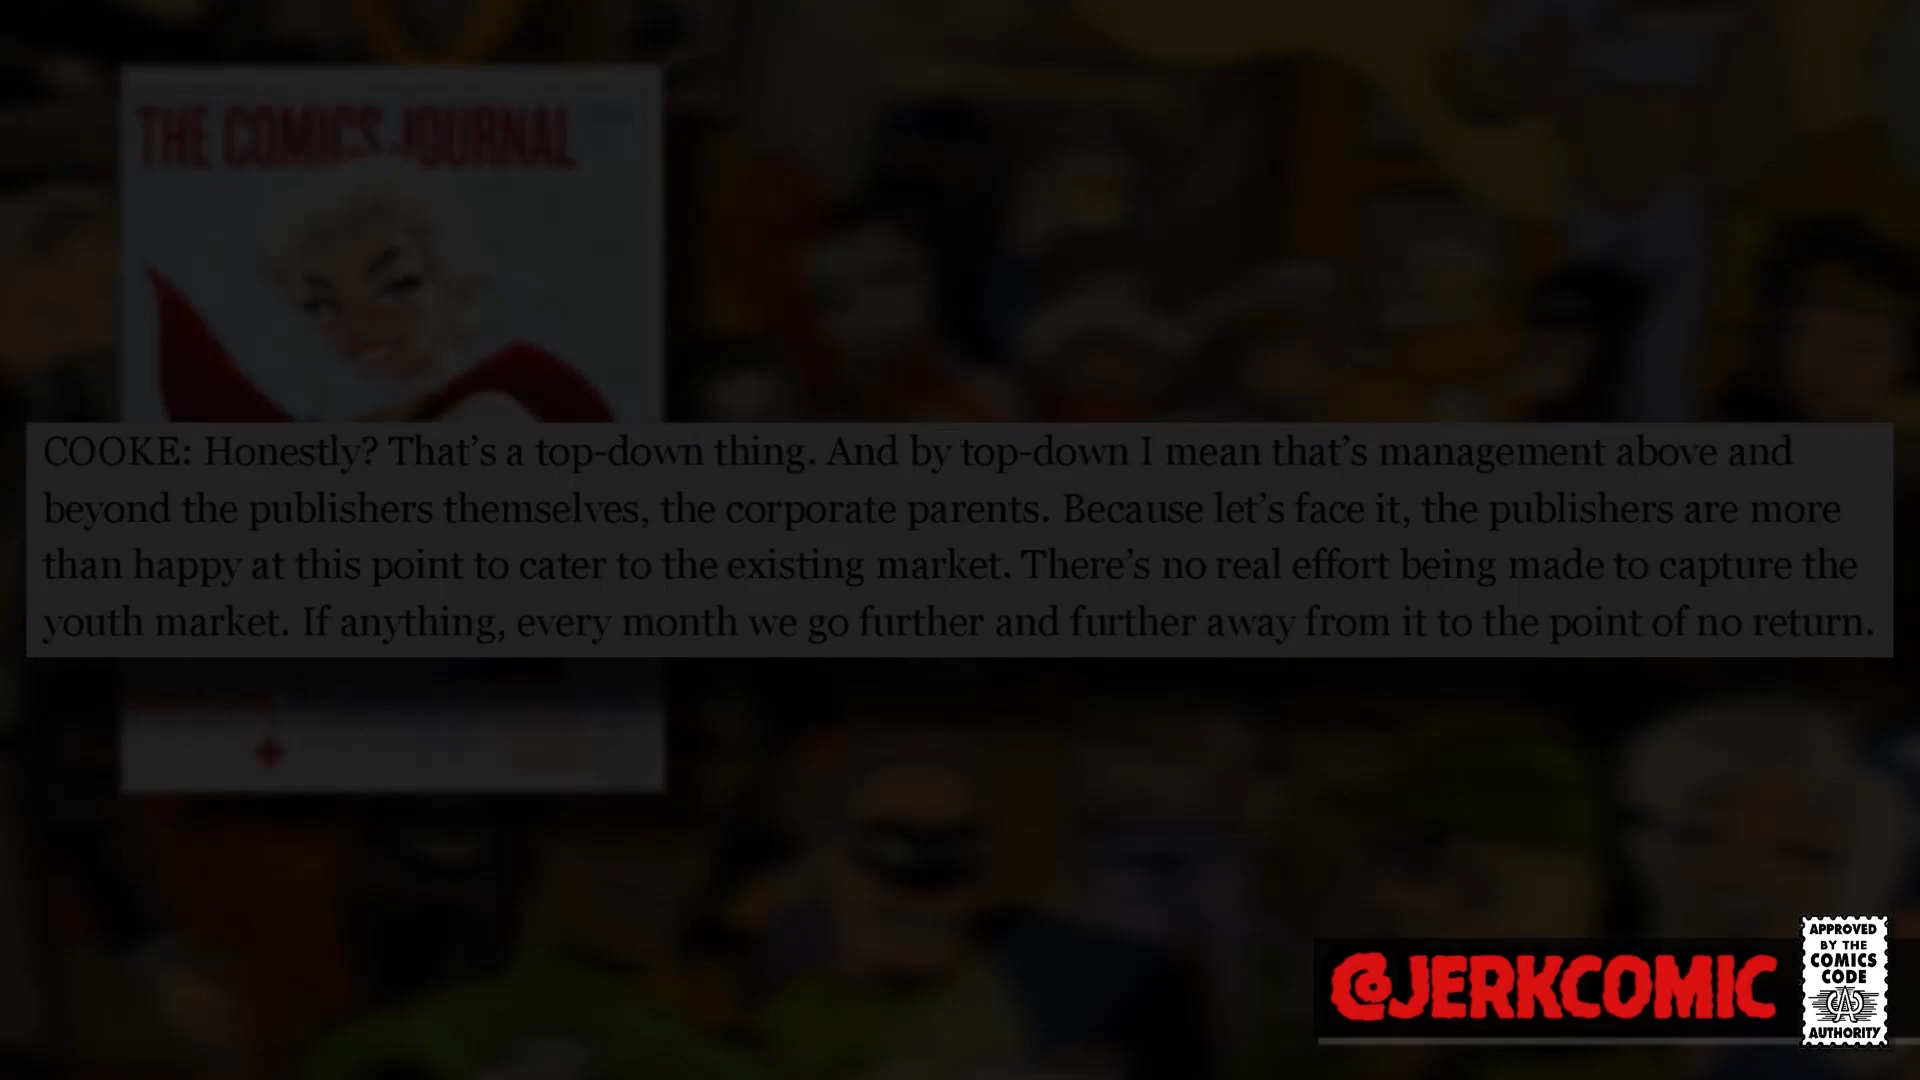 THE COMICS JOURNAL
COOKE: Honestly? That’s a top-down thing. And by top-down I mean that’s management above and
beyond the publishers themselves, the corporate parents. Because let’s face it, the publishers are more
than happy at this point to cater to the existing market. There’s no real effort being made to capture the
youth market. If anything, every month we go further and further away from it to the point of no return.
@JERKCOMIC
APPROVED
BY THE
COMICS
CODE
CA
AUTHORITY